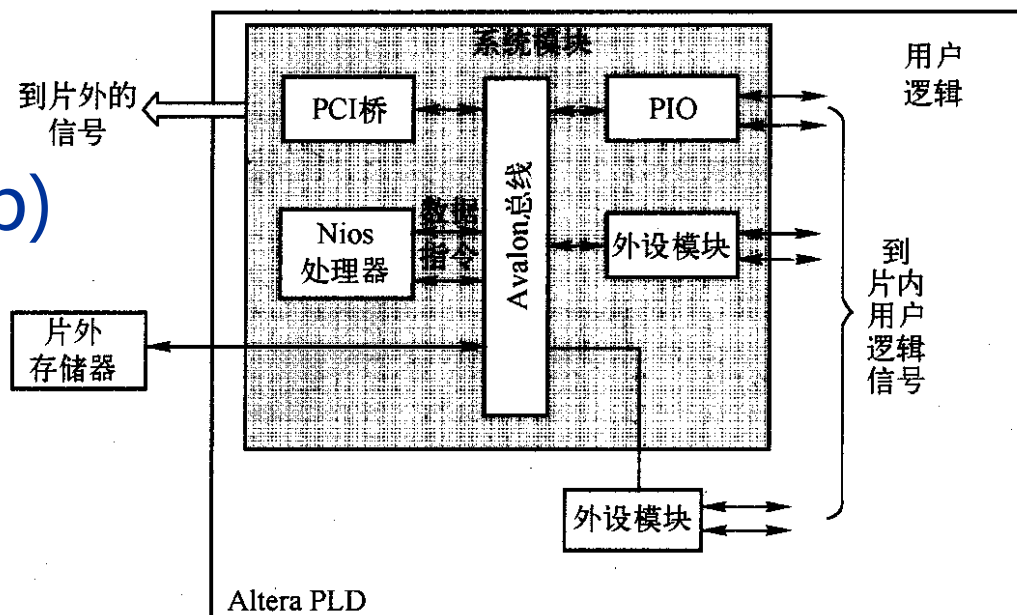 系统模块
用户
逻辑
到片外的
信号
PCI桥
PIO
b)
数据
指令
Nios
处理器
Avalon总线
外设模块
到
片内
用户
逻辑
信号
片外
存储器
外设模块
Altera PLD